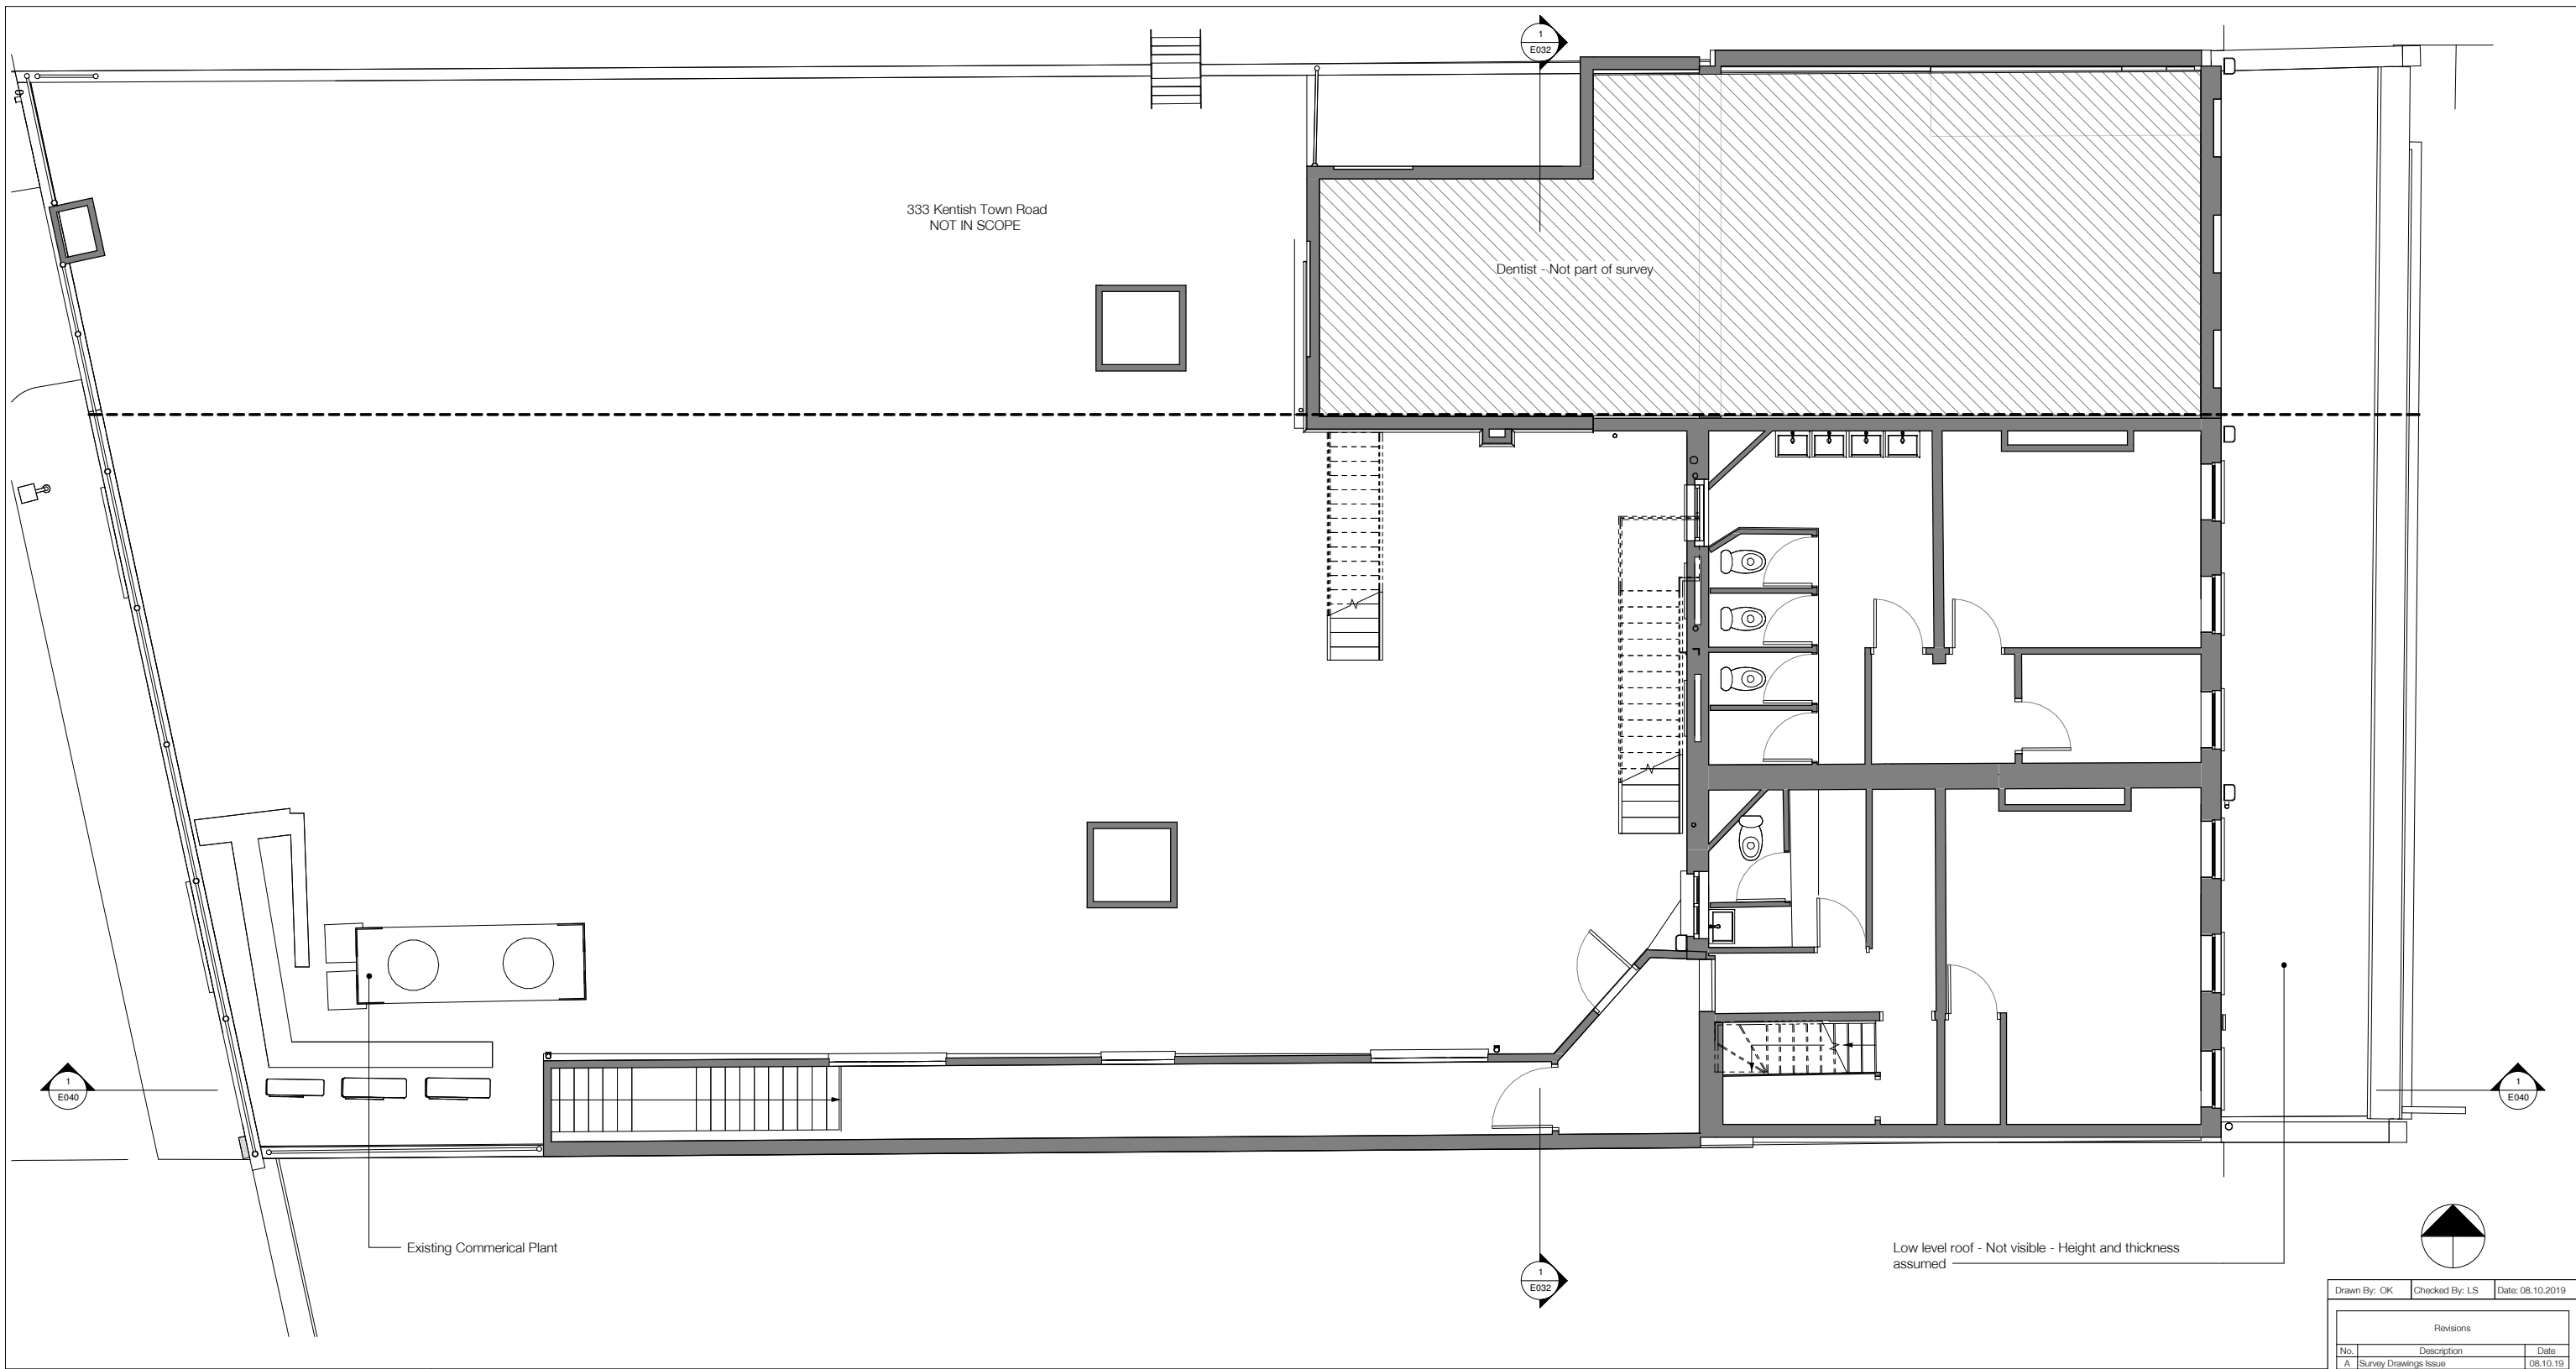 1
E032
333 Kentish Town Road
NOT IN SCOPE
Dentist - Not part of survey
1
E040
1
E040
Existing Commerical Plant
1
E032
Low level roof - Not visible - Height and thickness
assumed
Drawn By: OK Checked By: LS Date: 08.10.2019
Revisions
No. Description Date
A Survey Drawings Issue 08.10.19